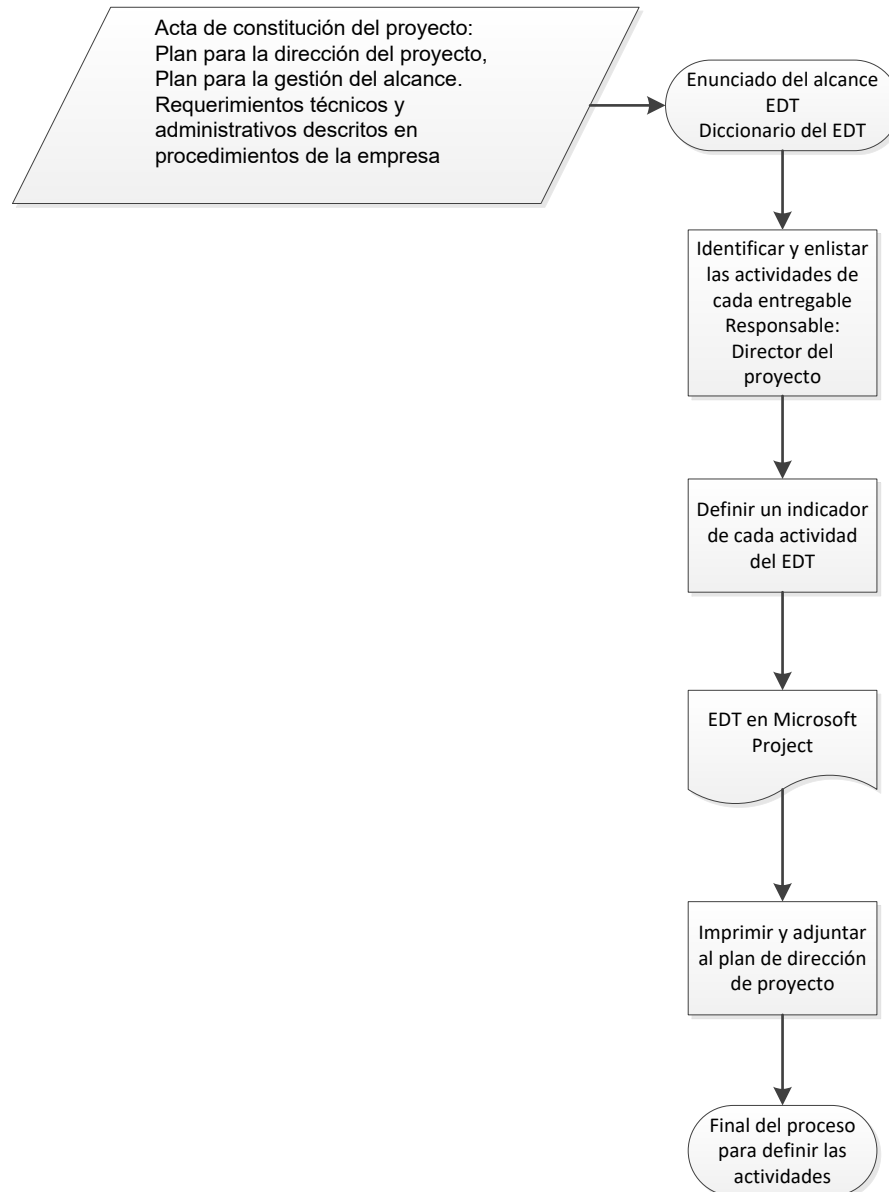 Acta de constitución del proyecto:
Plan para la dirección del proyecto,
Plan para la gestión del alcance.
Requerimientos técnicos y
administrativos descritos en
procedimientos de la empresa
Enunciado del alcance
EDT
Diccionario del EDT
Identificar y enlistar
las actividades de
cada entregable
Responsable:
Director del
proyecto
Definir un indicador
de cada actividad
del EDT
EDT en Microsoft
Project
Imprimir y adjuntar
al plan de dirección
de proyecto
Final del proceso
para definir las
actividades